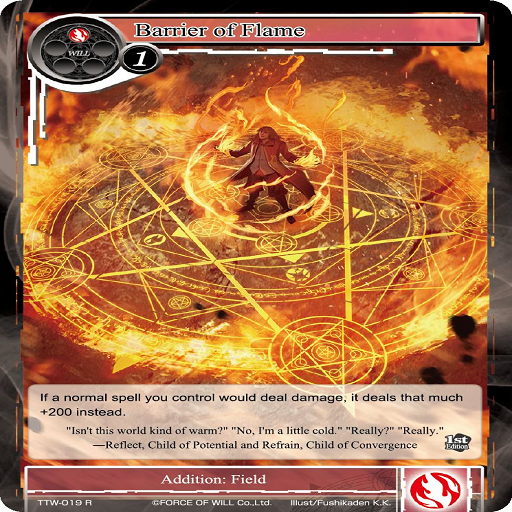 Barrier of Flame
WILL
1
If a normal spell you control would deal damage, it deals that much
+200 instead.
"Isn't this world kind of warm?" "No, I'm a little cold." "Really?" "Really."
—Reflect, Child of Potential and Refrain, Child of Convergence
1st
Edition
Addition: Field
TTW-019 R ©FORCE OF WILL Co.,Ltd. Illust/Fushikaden K.K.